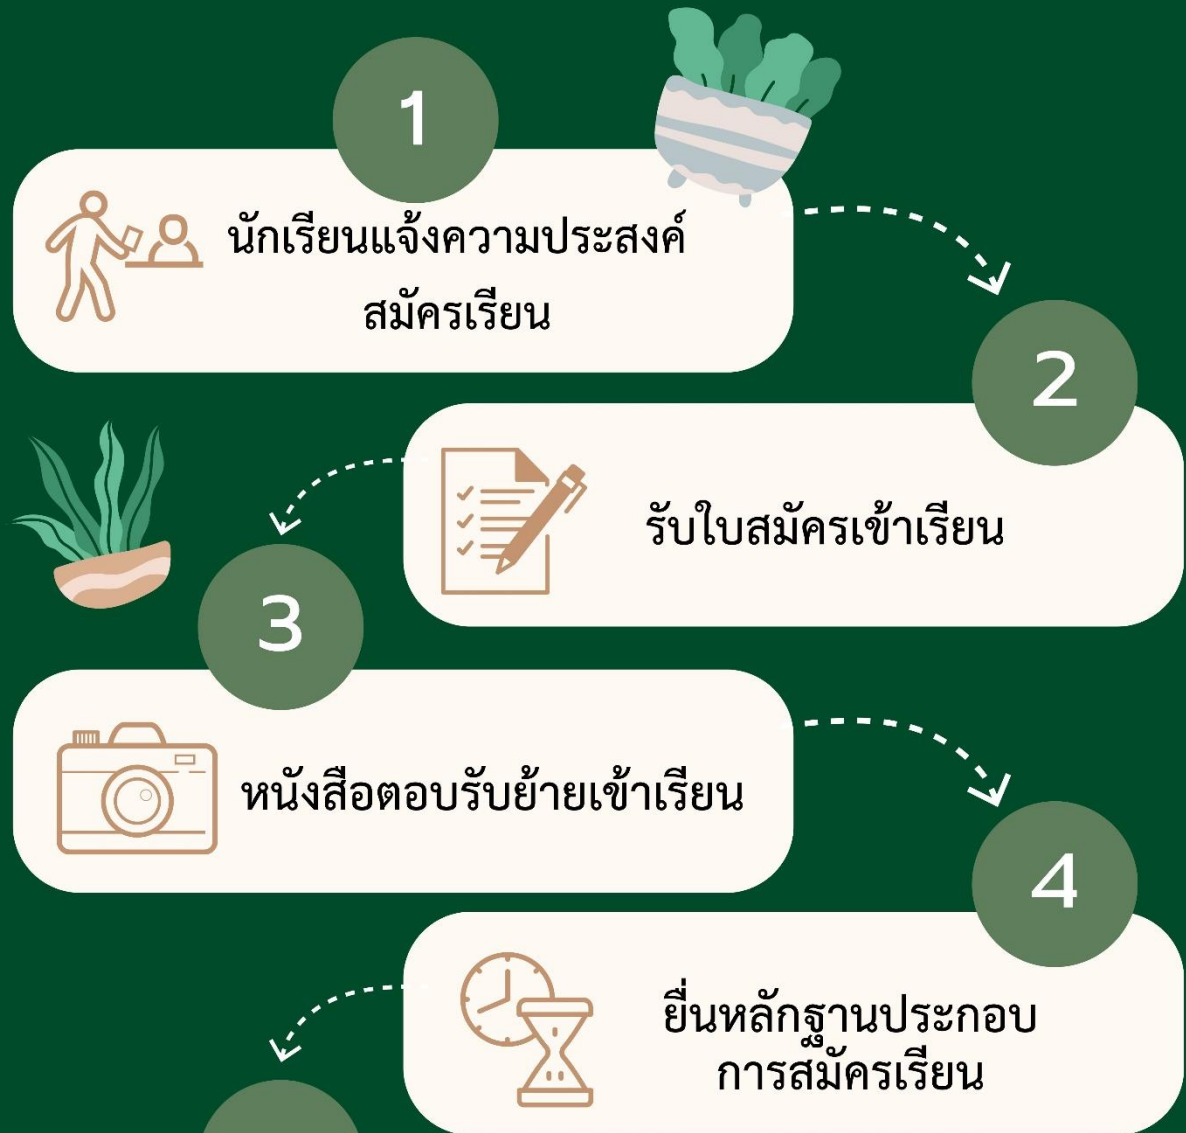 1
นักเรียนแจ้งความประสงค์
สมัครเรียน
2
รับใบสมัครเข้าเรียน
3
หนังสือตอบรับย้ายเข้าเรียน
4
ยื่นหลักฐานประกอบ
การสมัครเรียน